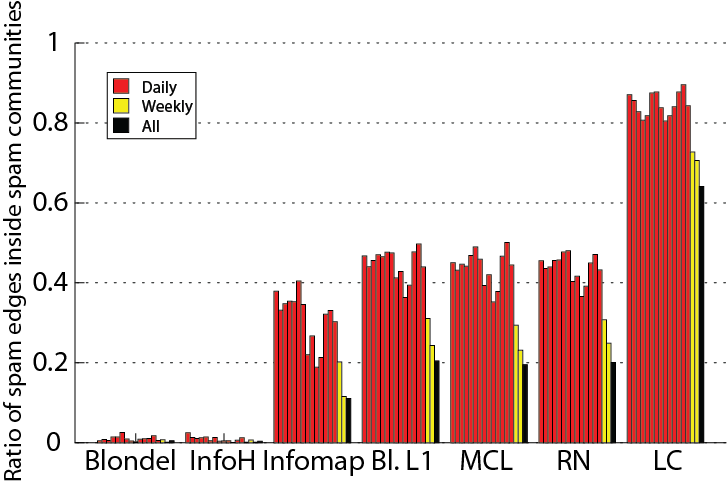 Ratio of spam edges inside spam communities
1
0.8
0.6
0.4
0.2
0
Daily
Weekly
All
Blondel InfoH Infomap Bl. L1 MCL RN LC